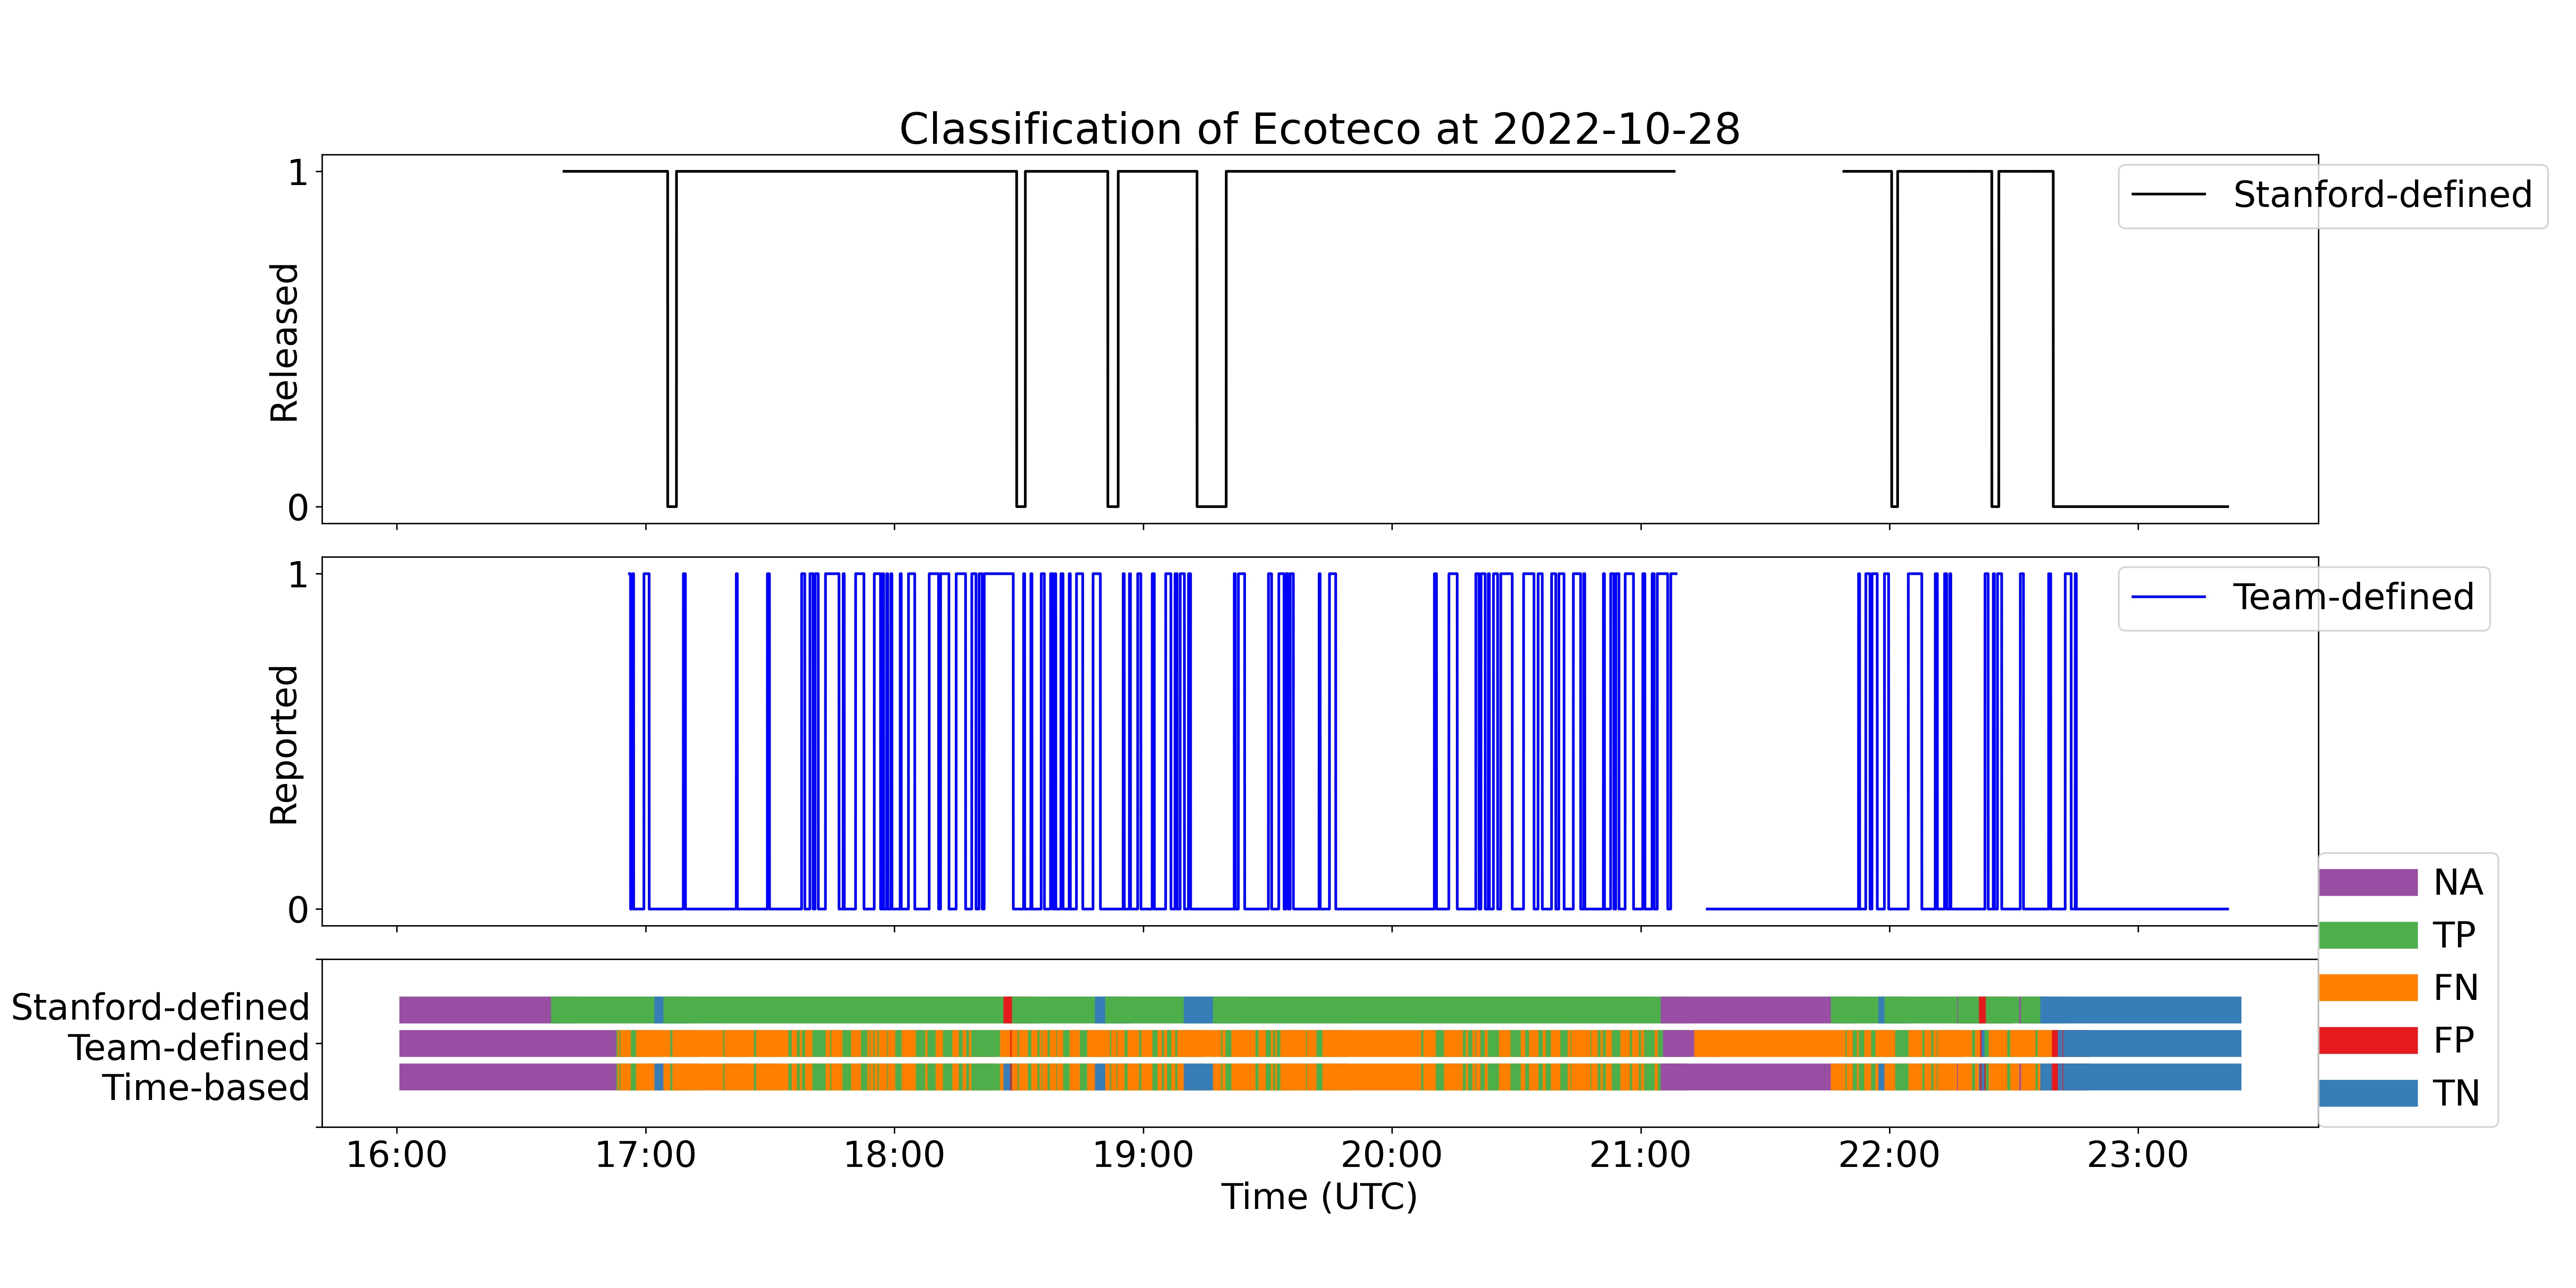 Classification of Ecoteco at 2022-10-28
1
0
Released
Stanford-defined
1
0
Reported
Team-defined
NA
TP
FN
FP
TN
Stanford-defined
Team-defined
Time-based
16:00 17:00 18:00 19:00 20:00 21:00 22:00 23:00
Time (UTC)